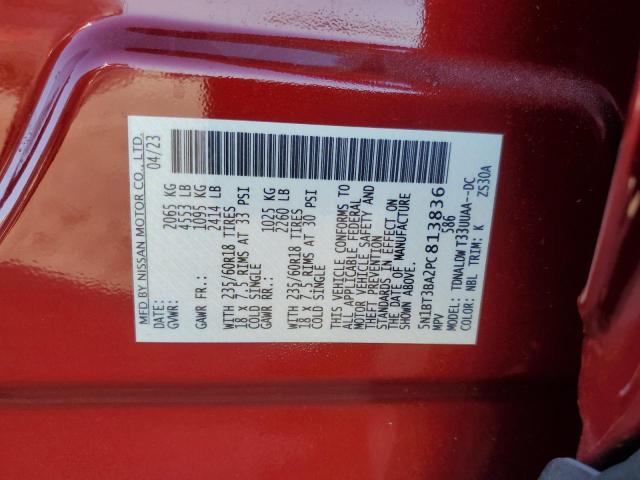 MFD BY NISSAN MOTOR CO., LTD. 04/23
GVWR: 2065 KG
4553 LB
GAWR FR.: 1095 KG
2414 LB
WITH 235/60R18 TIRES
18 X 7.5 RIMS AT 33 PSI
COLD SINGLE
GAWR RR.: 1025 KG
2260 LB
WITH 235/60R18 TIRES
18 X 7.5 RIMS AT 30 PSI
COLD SINGLE
THIS VEHICLE CONFORMS TO
ALL APPLICABLE FEDERAL
MOTOR VEHICLE SAFETY AND
THEFT PREVENTION
STANDARDS IN EFFECT ON
THE DATE OF MANUFACTURE
SHOWN ABOVE.
5N1BT3BA2PC813836
MPV 586
MODEL: TDNALDWT33UUAA--DC
COLOR: NBL TRIM: K ZS30A